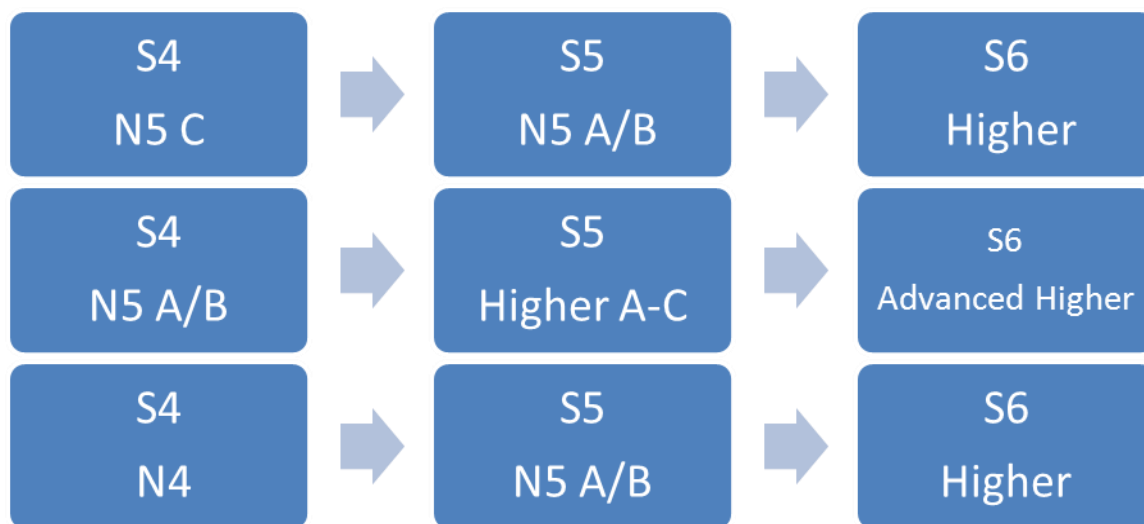 S4
N5 C
S5
N5 A/B
S6
Higher
S4
N5 A/B
S5
Higher A-C
S6
Advanced Higher
S4
N4
S5
N5 A/B
S6
Higher